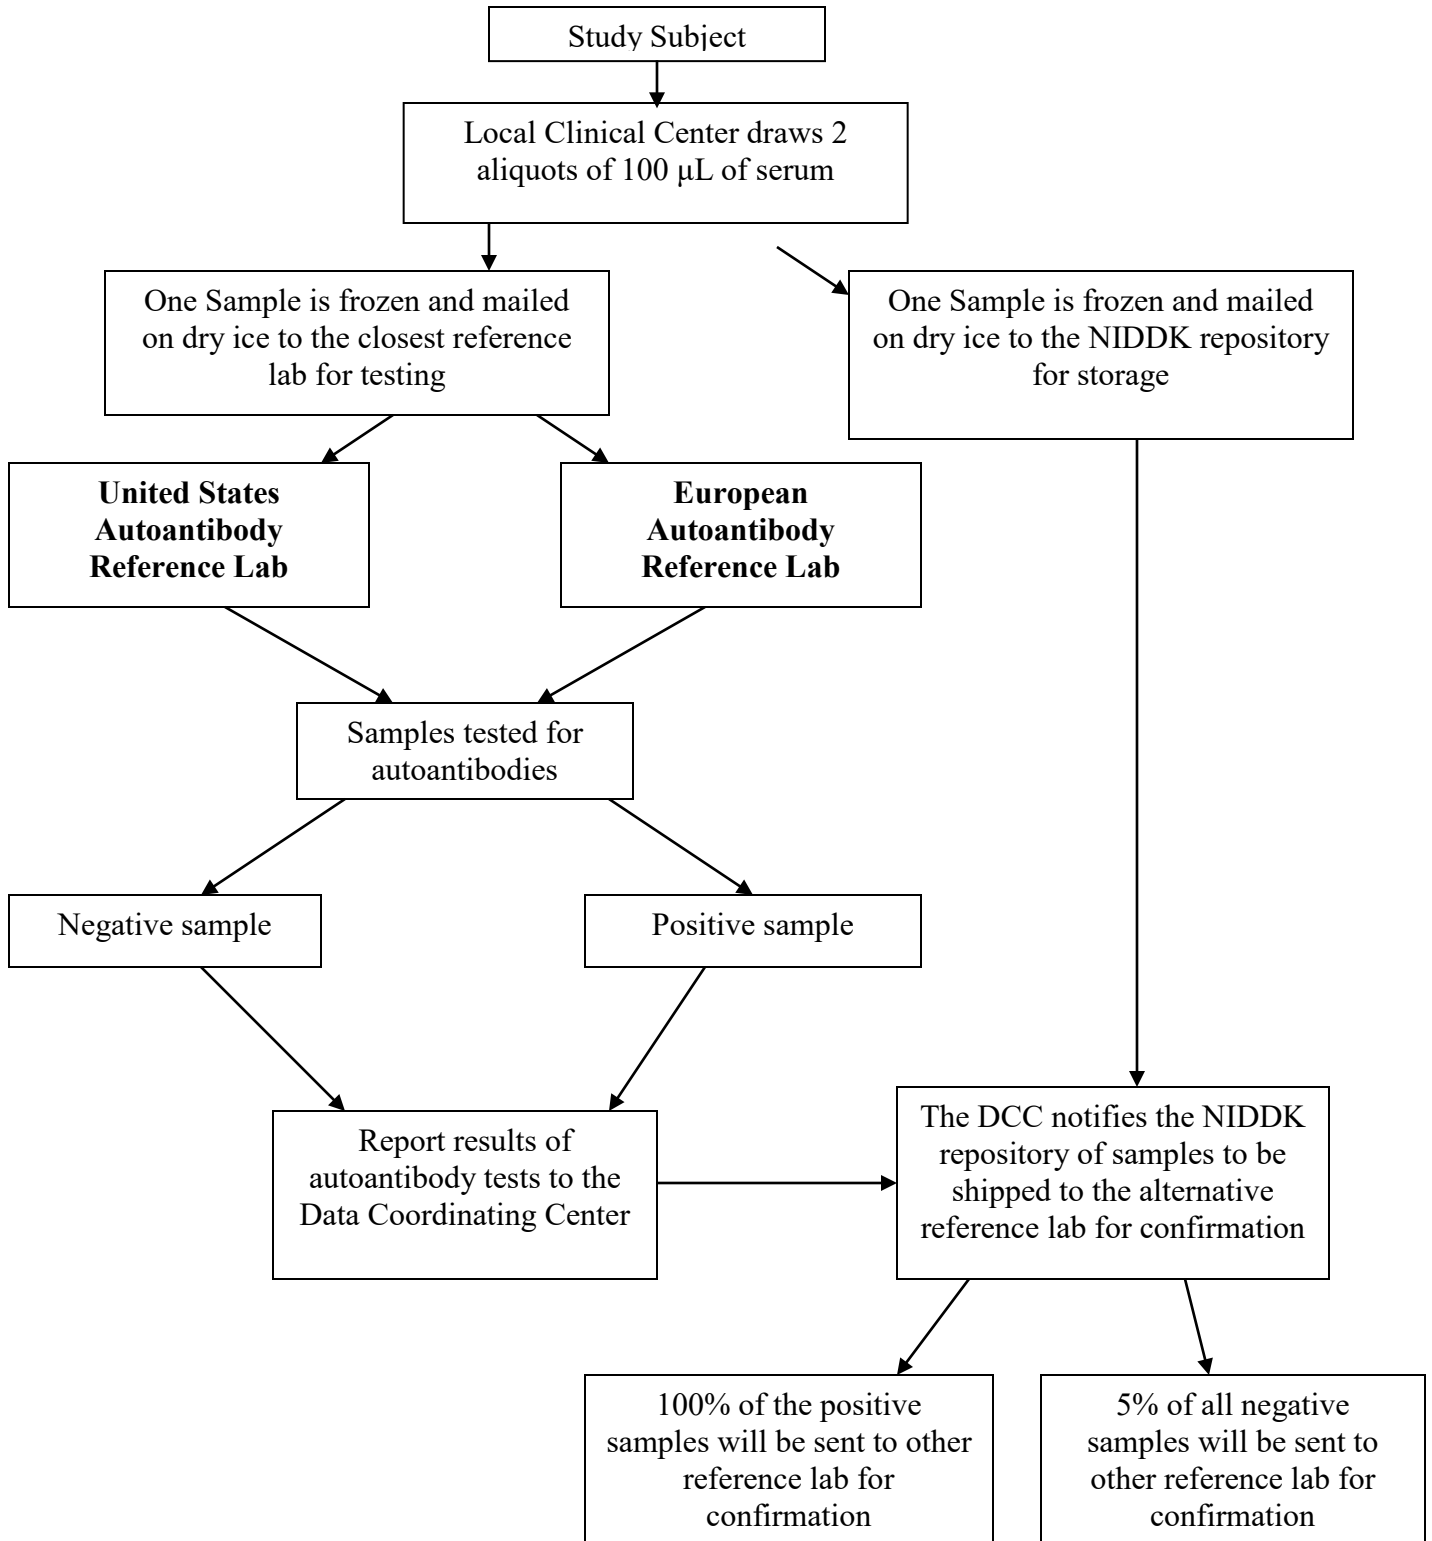 Study Subject
Local Clinical Center draws 2
aliquots of 100 μL of serum
One Sample is frozen and mailed
on dry ice to the closest reference
lab for testing
One Sample is frozen and mailed
on dry ice to the NIDDK repository
for storage
United States
Autoantibody
Reference Lab
European
Autoantibody
Reference Lab
Samples tested for
autoantibodies
Negative sample
Positive sample
Report results of
autoantibody tests to the
Data Coordinating Center
The DCC notifies the NIDDK
repository of samples to be
shipped to the alternative
reference lab for confirmation
100% of the positive
samples will be sent to other
reference lab for
confirmation
5% of all negative
samples will be sent to
other reference lab for
confirmation